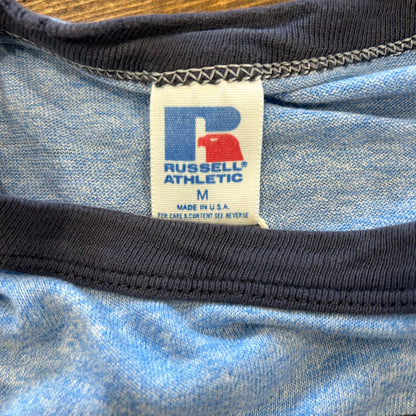 R
RUSSELL®
ATHLETIC
M
MADE IN U.S.A.
FOR CARE & CONTENT SEE REVERSE